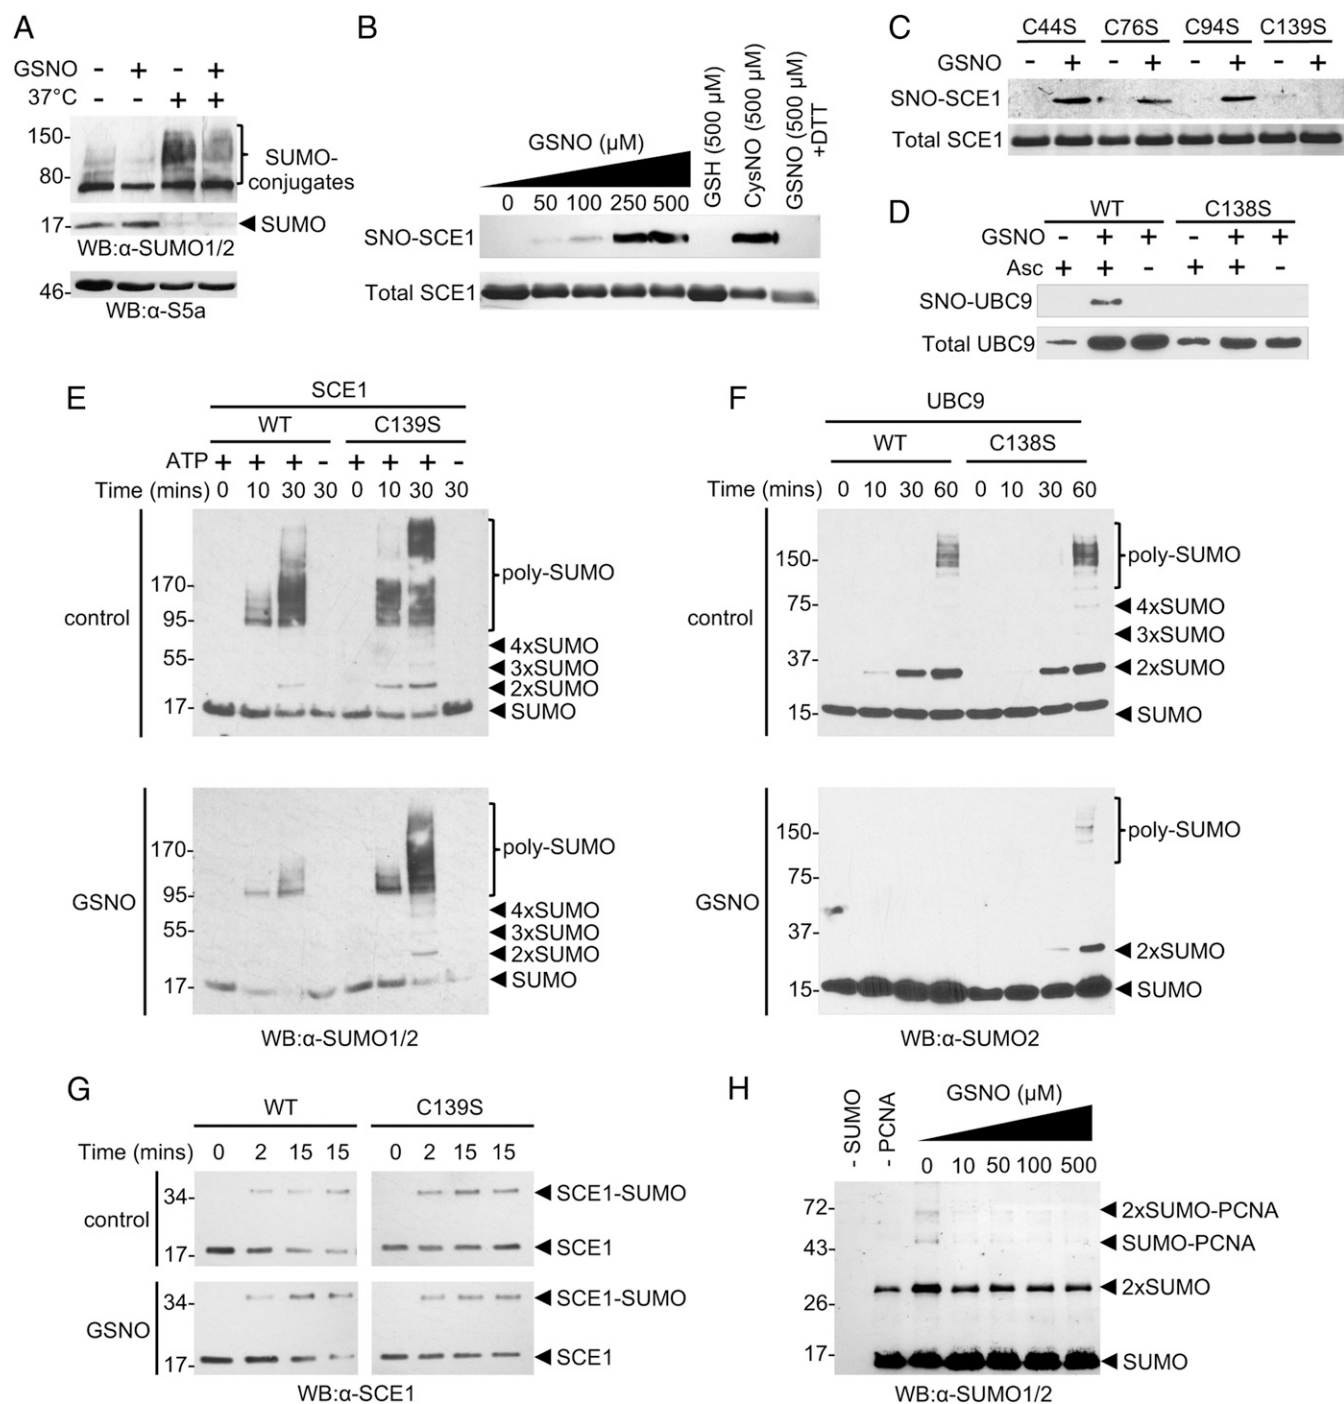 A
GSNO - + - +
37°C - - + +
150-
80-
SUMO-
conjugates
17-
SUMO
WB:α-SUMO1/2
46-
WB:α-S5a
B
GSNO (μM)
GSH (500 μM)
CysNO (500 μM)
GSNO (500 μM)
+DTT
0 50 100 250 500
SNO-SCE1
Total SCE1
C
C44S C76S C94S C139S
GSNO - + - + - + - +
SNO-SCE1
Total SCE1
D
WT C138S
GSNO - + + - + +
Asc + + - + + -
SNO-UBC9
Total UBC9
E
SCE1
WT C139S
ATP + + + - + + + -
Time (mins) 0 10 30 30 0 10 30 30
control
170-
95-
55-
17-
poly-SUMO
4xSUMO
3xSUMO
2xSUMO
SUMO
GSNO
170-
95-
55-
17-
poly-SUMO
4xSUMO
3xSUMO
2xSUMO
SUMO
WB:α-SUMO1/2
F
UBC9
WT C138S
Time (mins) 0 10 30 60 0 10 30 60
control
150-
75-
37-
15-
poly-SUMO
4xSUMO
3xSUMO
2xSUMO
SUMO
GSNO
150-
75-
37-
15-
poly-SUMO
2xSUMO
SUMO
WB:α-SUMO2
G
WT C139S
Time (mins) 0 2 15 15 0 2 15 15
control
34-
17-
SCE1-SUMO
SCE1
GSNO
34-
17-
SCE1-SUMO
SCE1
WB:α-SCE1
H
- SUMO
- PCNA
GSNO (μM)
0 10 50 100 500
72-
43-
26-
17-
2xSUMO-PCNA
SUMO-PCNA
2xSUMO
SUMO
WB:α-SUMO1/2